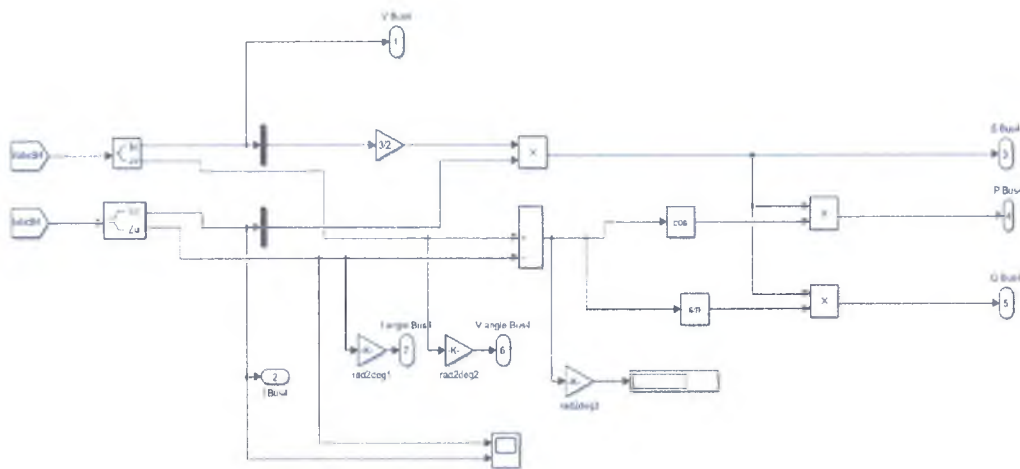 V Bus4
1
3/2
×
S Bus4
3
P Bus4
4
cos
×
+
−
Q Bus4
5
sin
×
I angle Bus4
V angle Bus4
-K-
7
-K-
6
rad2deg1
rad2deg2
2
I Bus4
-K-
rad2deg3